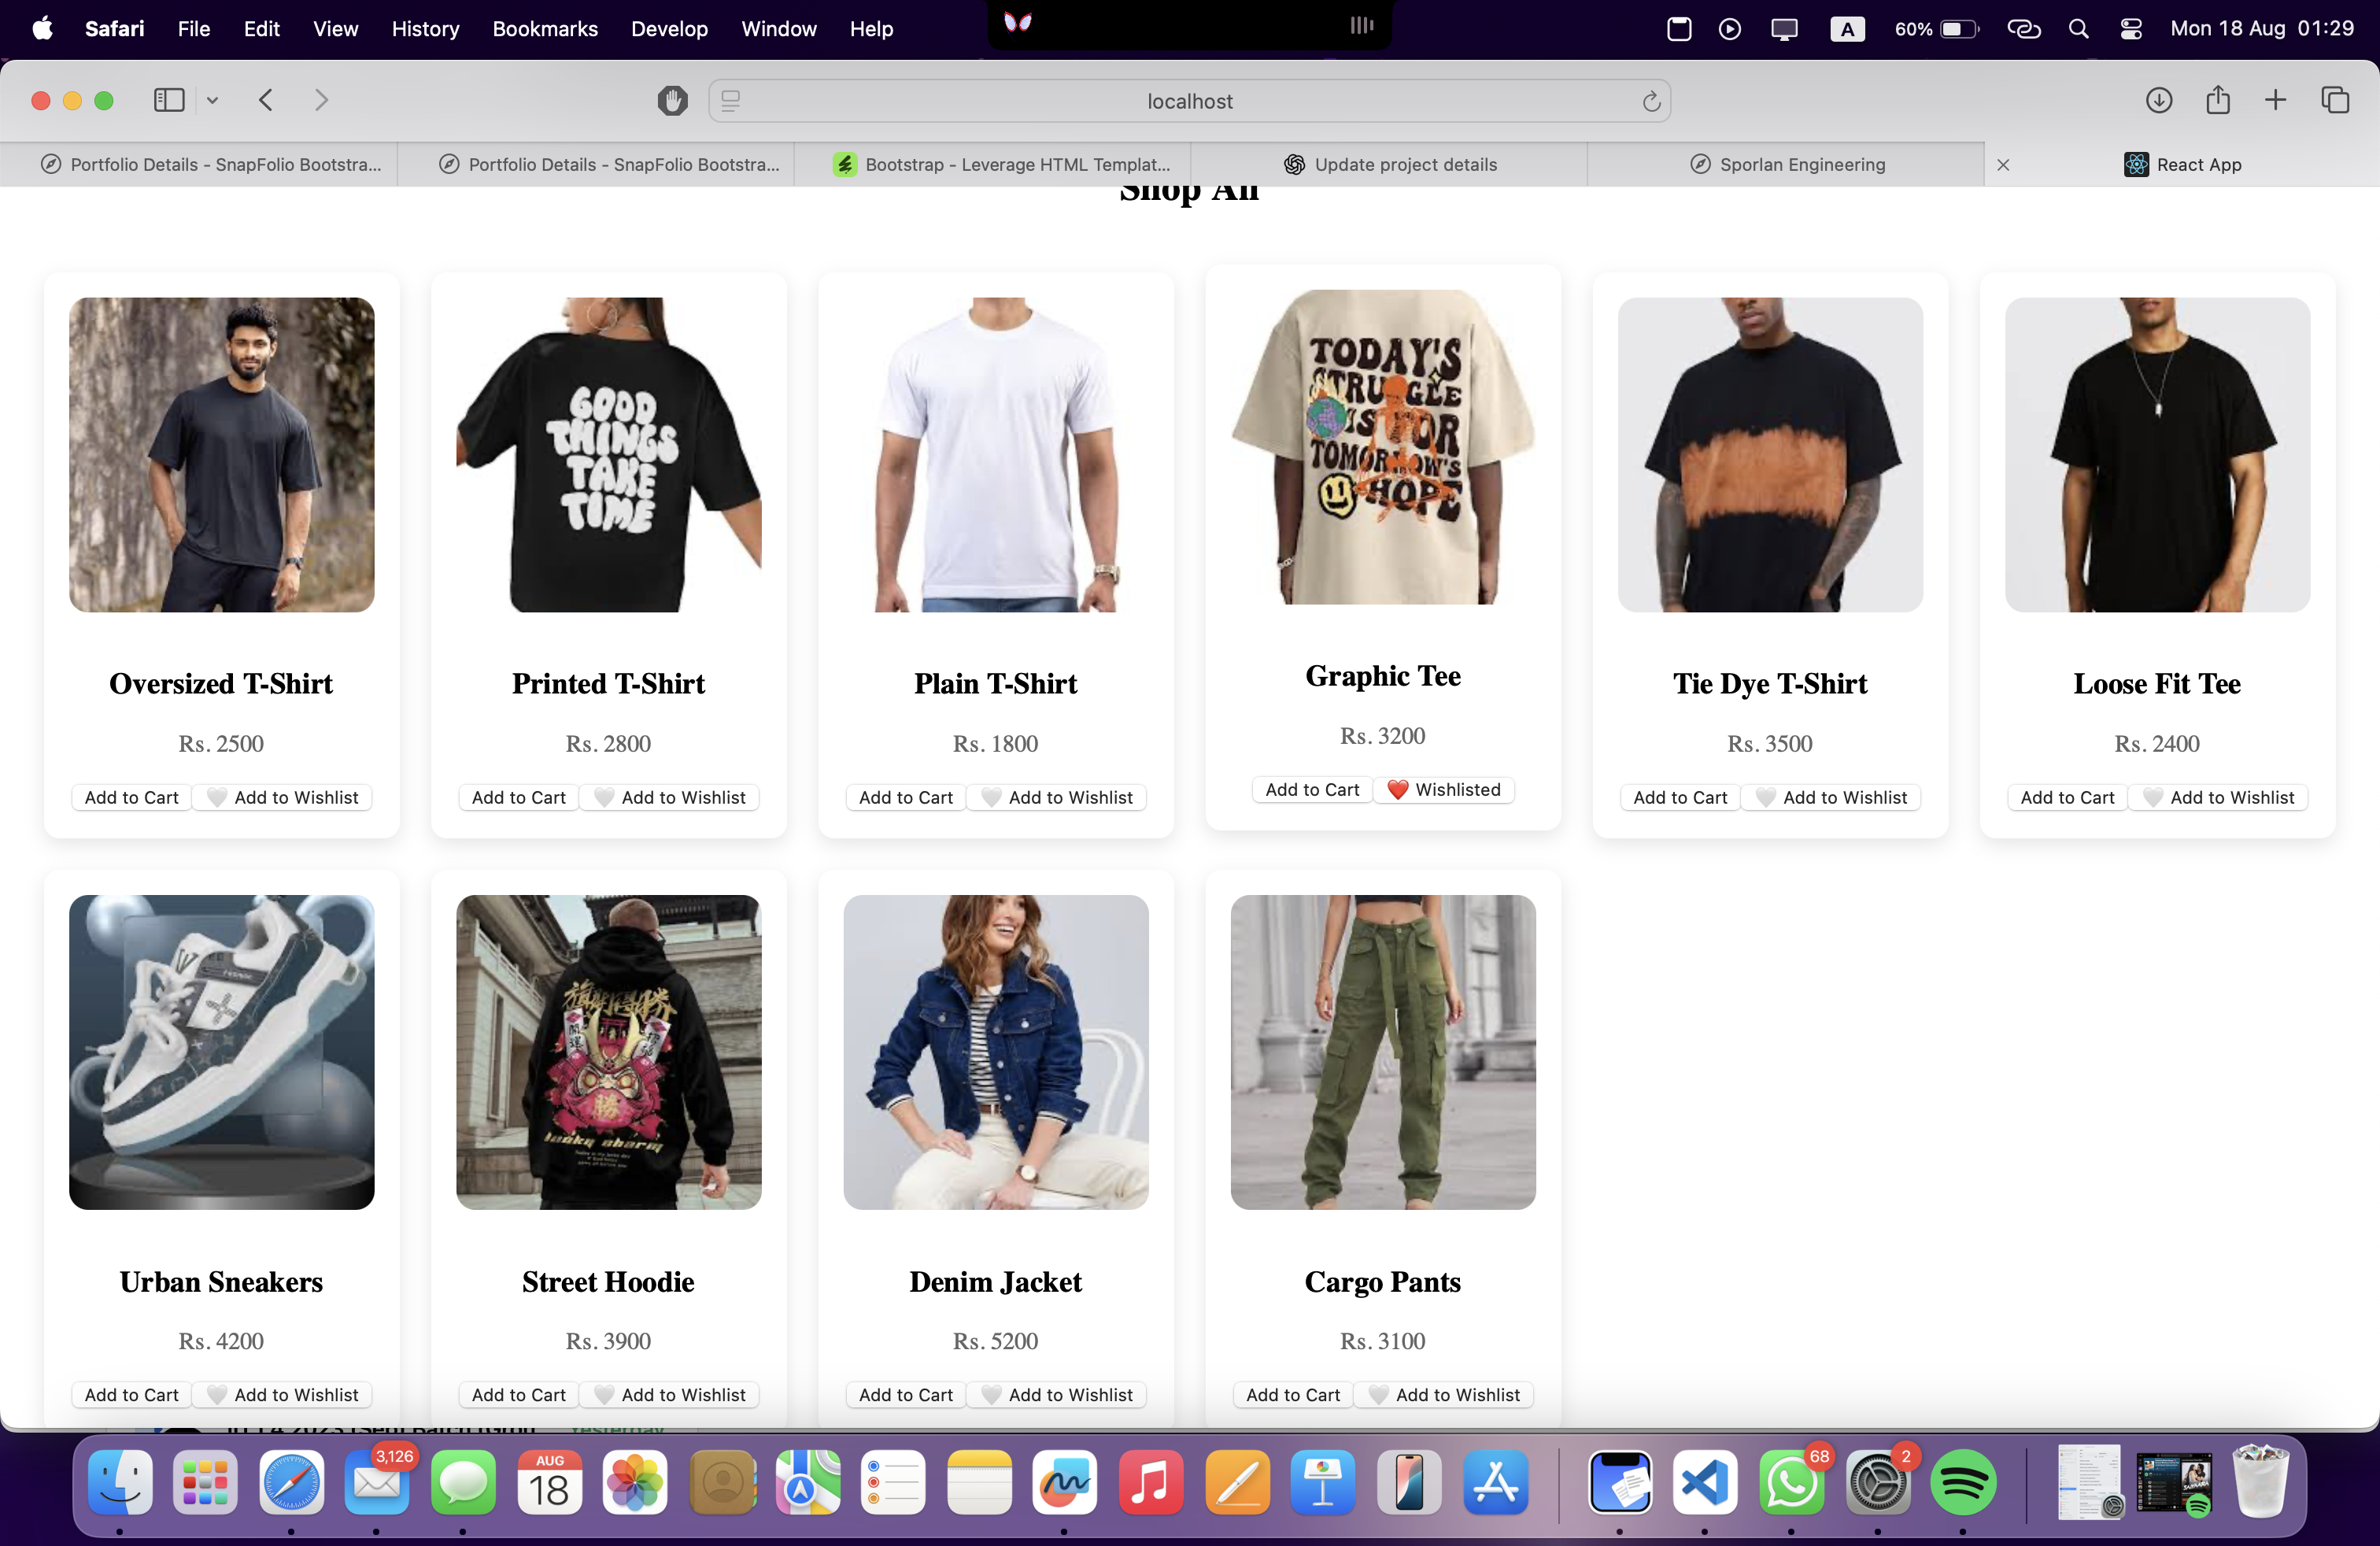 Safari File Edit View History Bookmarks Develop Window Help A 60% Mon 18 Aug 01:29
localhost
Portfolio Details - SnapFolio Bootstra... Portfolio Details - SnapFolio Bootstra... Bootstrap - Leverage HTML Templat... Update project details Sporlan Engineering React App
Shop All
GOOD
THINGS
TAKE
TIME
TODAY'S
STRUGGLE
IS FOR
TOMORROW'S
HOPE
Oversized T-Shirt Printed T-Shirt Plain T-Shirt Graphic Tee Tie Dye T-Shirt Loose Fit Tee
Rs. 2500 Rs. 2800 Rs. 1800 Rs. 3200 Rs. 3500 Rs. 2400
Add to Cart Add to Wishlist Add to Cart Add to Wishlist Add to Cart Add to Wishlist Add to Cart Wishlisted Add to Cart Add to Wishlist Add to Cart Add to Wishlist
勝
lucky charm
Urban Sneakers Street Hoodie Denim Jacket Cargo Pants
Rs. 4200 Rs. 3900 Rs. 5200 Rs. 3100
Add to Cart Add to Wishlist Add to Cart Add to Wishlist Add to Cart Add to Wishlist Add to Cart Add to Wishlist
Yesterday
3,126 AUG 68 2
18